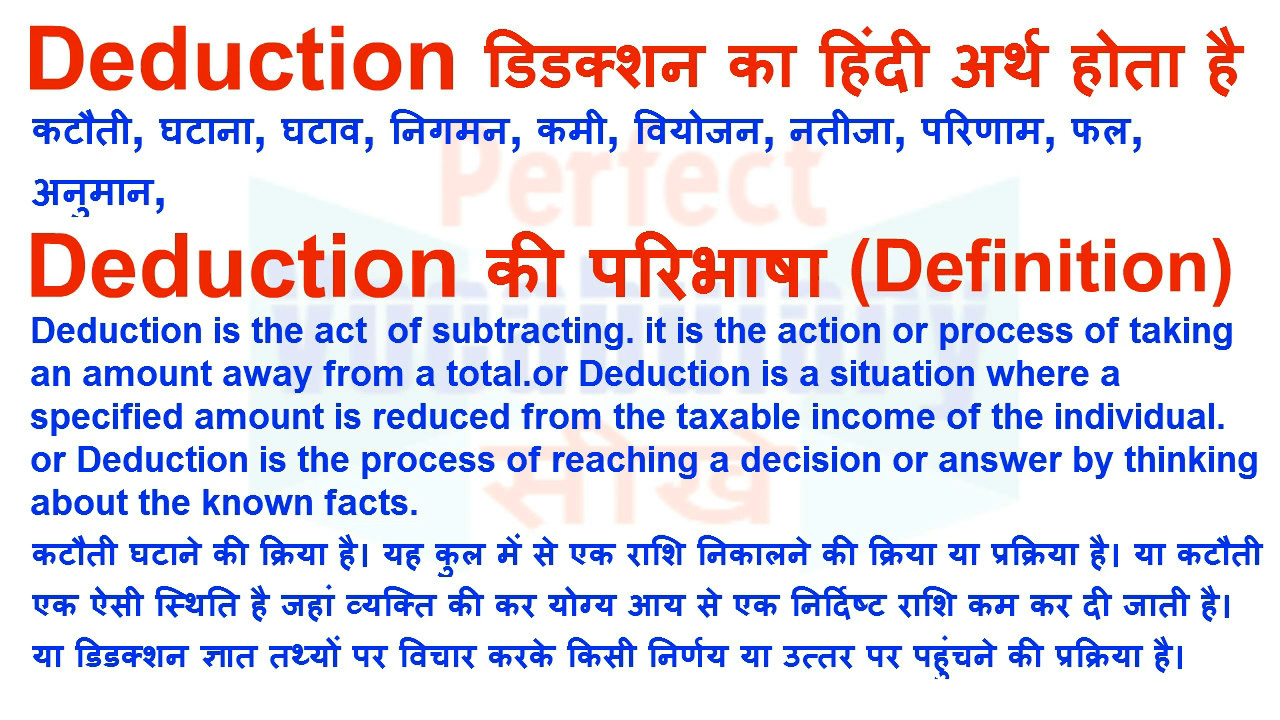 Deduction डिडक्शन का हिंदी अर्थ होता है
कटौती, घटाना, घटाव, निगमन, कमी, वियोजन, नतीजा, परिणाम, फल,
अनुमान,
Deduction की परिभाषा (Definition)
Deduction is the act of subtracting. it is the action or process of taking
an amount away from a total.or Deduction is a situation where a
specified amount is reduced from the taxable income of the individual.
or Deduction is the process of reaching a decision or answer by thinking
about the known facts.
कटौती घटाने की क्रिया है। यह कुल में से एक राशि निकालने की क्रिया या प्रक्रिया है। या कटौती
एक ऐसी स्थिति है जहां व्यक्ति की कर योग्य आय से एक निर्दिष्ट राशि कम कर दी जाती है।
या डिडक्शन ज्ञात तथ्यों पर विचार करके किसी निर्णय या उत्तर पर पहुंचने की प्रक्रिया है।
Perfect
vocabulary
सीखे